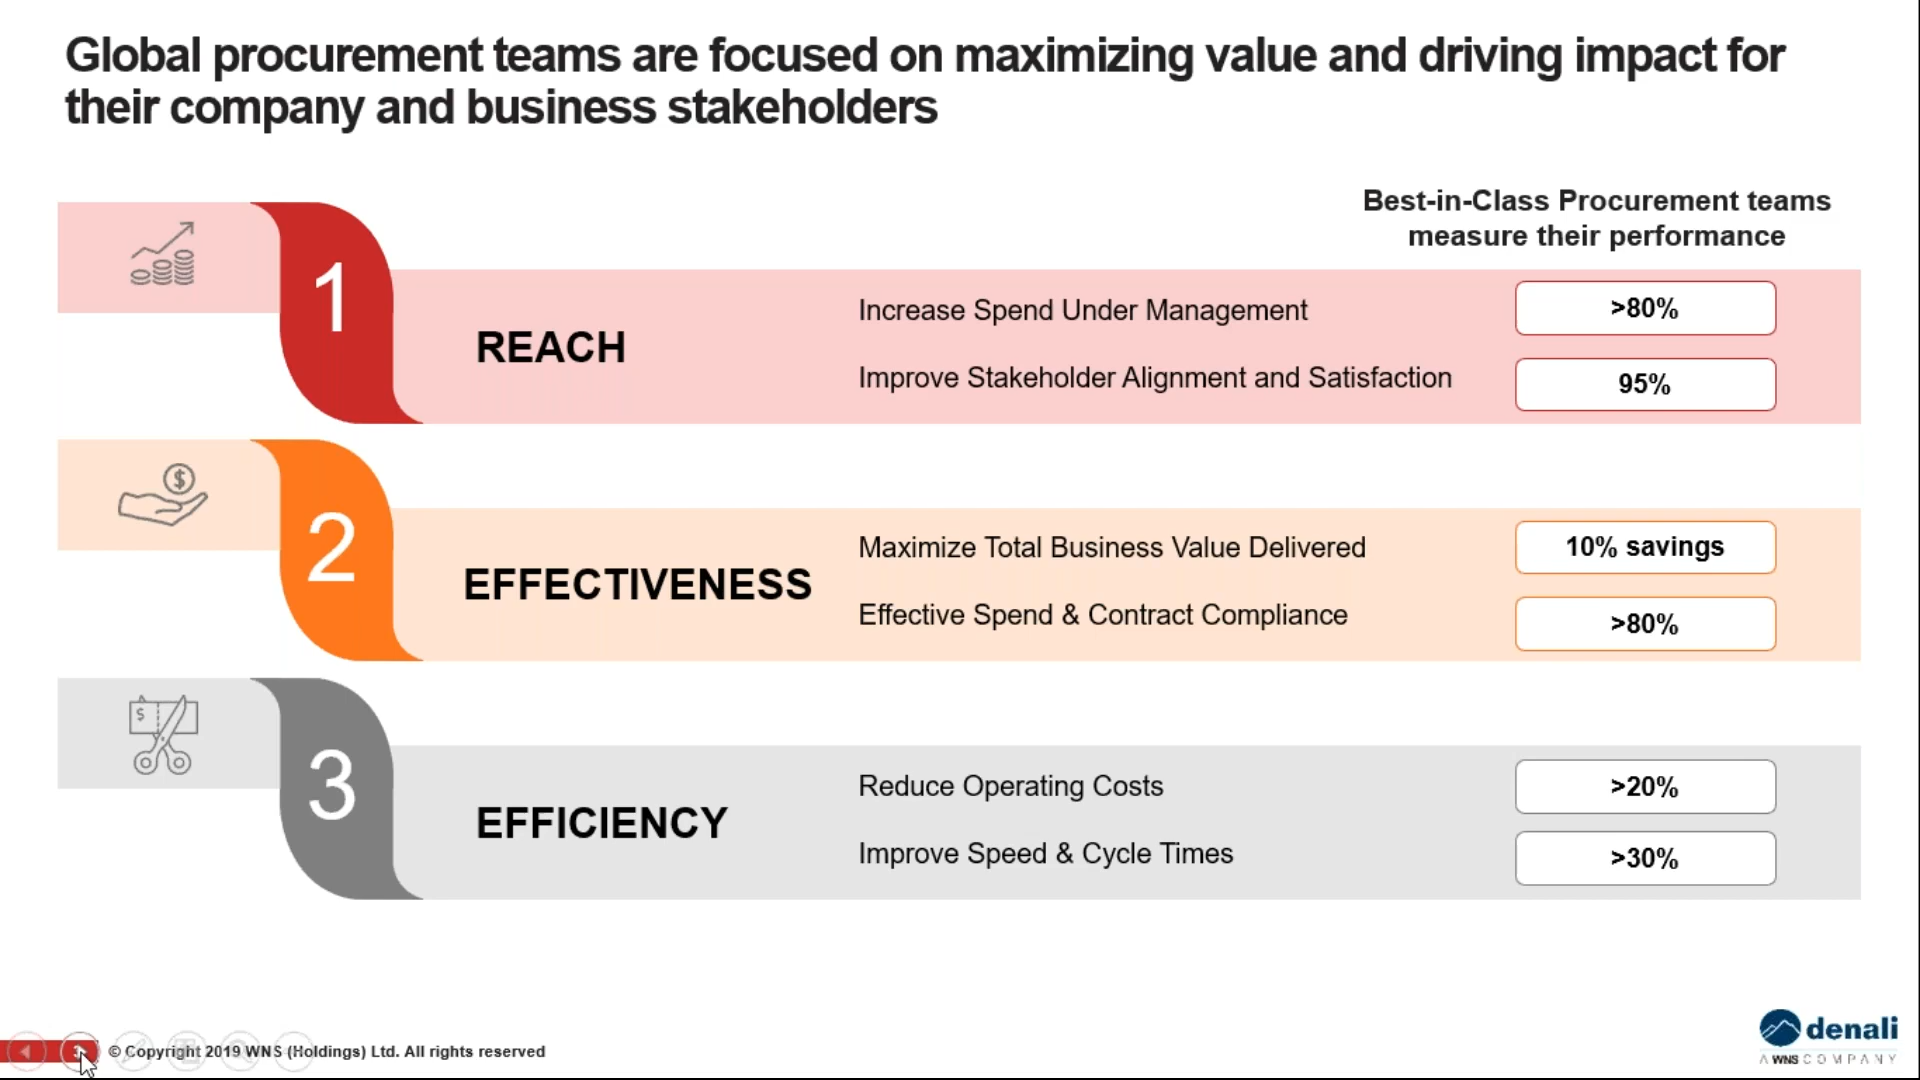 Global procurement teams are focused on maximizing value and driving impact for
their company and business stakeholders
Best-in-Class Procurement teams
measure their performance
1
REACH
Increase Spend Under Management
>80%
Improve Stakeholder Alignment and Satisfaction
95%
$
2
EFFECTIVENESS
Maximize Total Business Value Delivered
10% savings
Effective Spend & Contract Compliance
>80%
$
3
EFFICIENCY
Reduce Operating Costs
>20%
Improve Speed & Cycle Times
>30%
© Copyright 2019 WNS (Holdings) Ltd. All rights reserved
denali
A WNS COMPANY